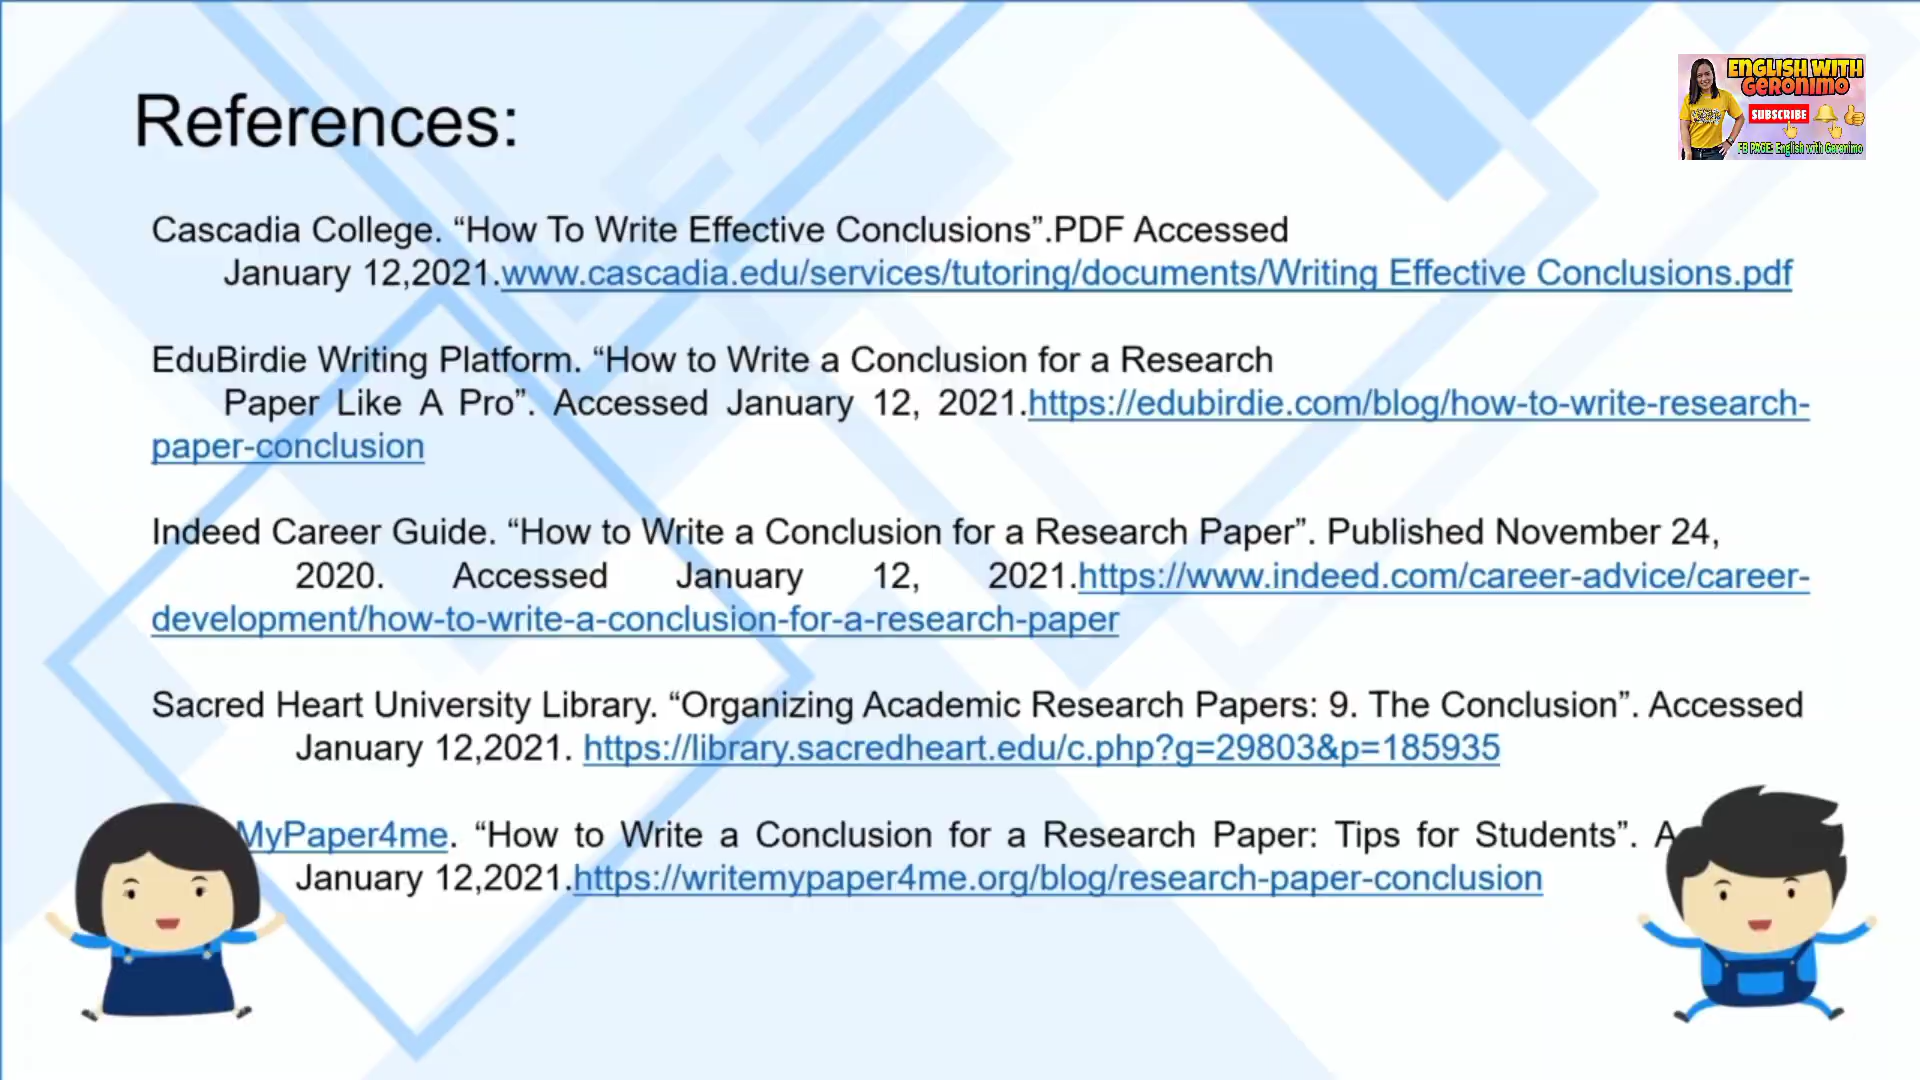 References:
ENGLISH WITH
GERONIMO
SUBSCRIBE
FB PAGE: English with Geronimo
Cascadia College. “How To Write Effective Conclusions”.PDF Accessed
January 12,2021.www.cascadia.edu/services/tutoring/documents/Writing Effective Conclusions.pdf
EduBirdie Writing Platform. “How to Write a Conclusion for a Research
Paper Like A Pro”. Accessed January 12, 2021.https://edubirdie.com/blog/how-to-write-research-
paper-conclusion
Indeed Career Guide. “How to Write a Conclusion for a Research Paper”. Published November 24,
2020. Accessed January 12, 2021.https://www.indeed.com/career-advice/career-
development/how-to-write-a-conclusion-for-a-research-paper
Sacred Heart University Library. “Organizing Academic Research Papers: 9. The Conclusion”. Accessed
January 12,2021. https://library.sacredheart.edu/c.php?g=29803&p=185935
MyPaper4me. “How to Write a Conclusion for a Research Paper: Tips for Students”.
January 12,2021.https://writemypaper4me.org/blog/research-paper-conclusion